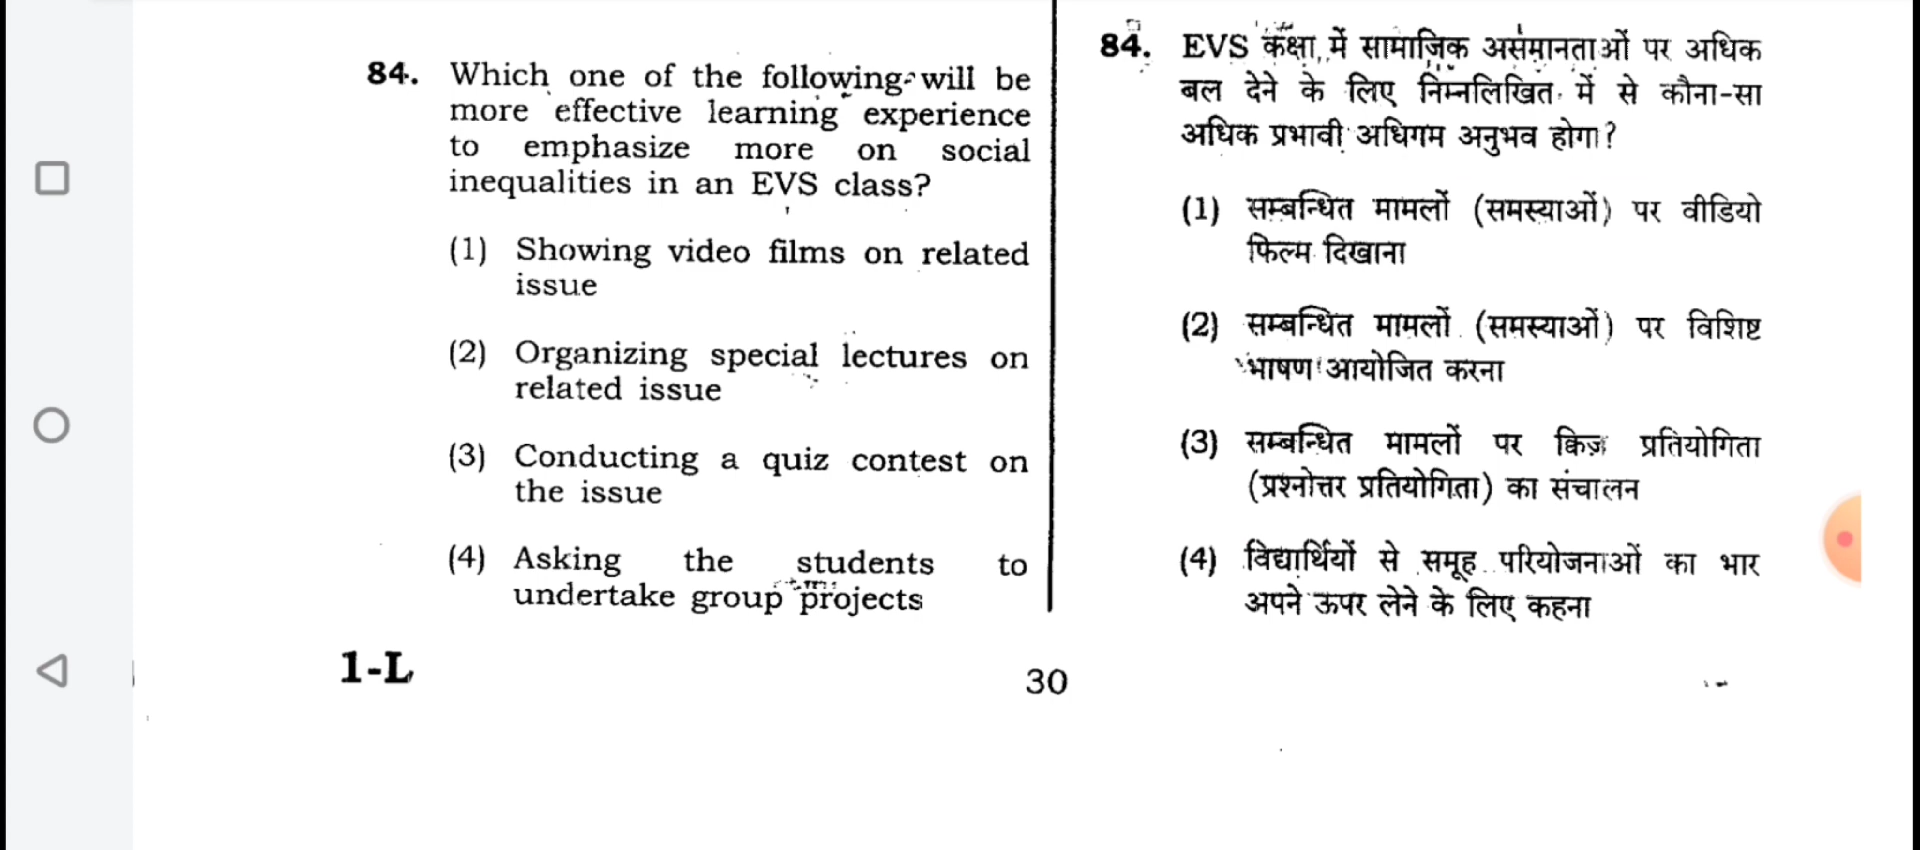 84. Which one of the following will be
more effective learning experience
to emphasize more on social
inequalities in an EVS class?
(1) Showing video films on related
issue
(2) Organizing special lectures on
related issue
(3) Conducting a quiz contest on
the issue
(4) Asking the students to
undertake group projects
84. EVS कक्षा में सामाजिक असमानताओं पर अधिक
बल देने के लिए निम्नलिखित में से कौन-सा
अधिक प्रभावी अधिगम अनुभव होगा?
(1) सम्बन्धित मामलों (समस्याओं) पर वीडियो
फिल्म दिखाना
(2) सम्बन्धित मामलों (समस्याओं) पर विशिष्ट
भाषण आयोजित करना
(3) सम्बन्धित मामलों पर क्विज़ प्रतियोगिता
(प्रश्नोत्तर प्रतियोगिता) का संचालन
(4) विद्यार्थियों से समूह परियोजनाओं का भार
अपने ऊपर लेने के लिए कहना
1-L
30